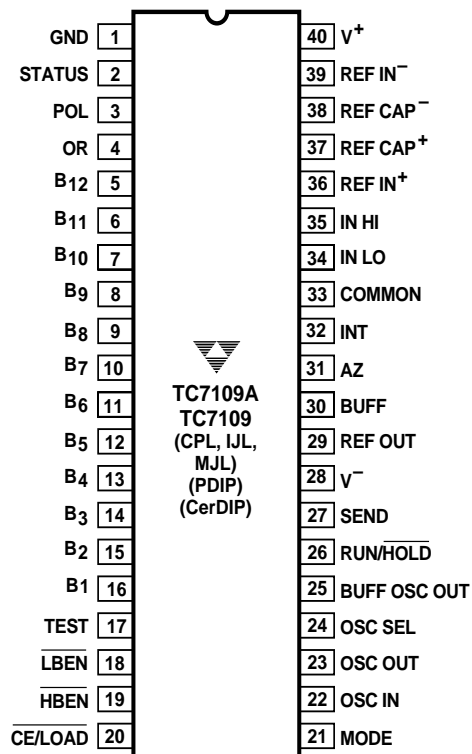 GND 1
STATUS 2
POL 3
OR 4
B12 5
B11 6
B10 7
B9 8
B8 9
B7 10
B6 11
B5 12
B4 13
B3 14
B2 15
B1 16
TEST 17
LBEN 18
HBEN 19
CE/LOAD 20
TC7109A
TC7109
(CPL, IJL,
MJL)
(PDIP)
(CerDIP)
40 V+
39 REF IN−
38 REF CAP−
37 REF CAP+
36 REF IN+
35 IN HI
34 IN LO
33 COMMON
32 INT
31 AZ
30 BUFF
29 REF OUT
28 V−
27 SEND
26 RUN/HOLD
25 BUFF OSC OUT
24 OSC SEL
23 OSC OUT
22 OSC IN
21 MODE